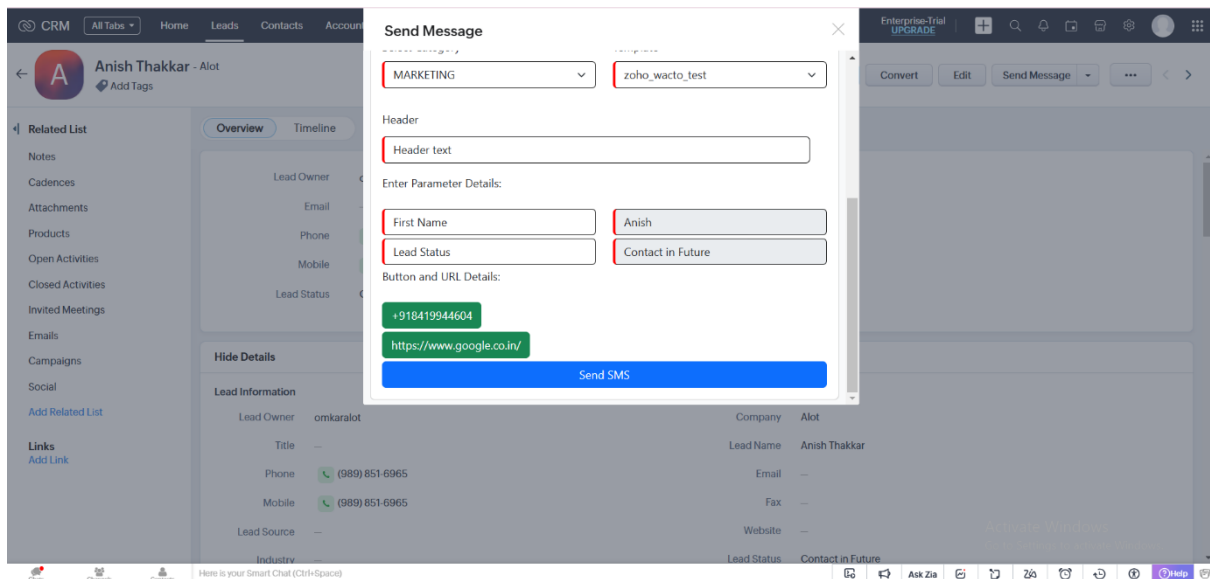 CRM All Tabs Home Leads Contacts Account
Enterprise-Trial
UPGRADE
Anish Thakkar - Alot
Add Tags
Convert Edit Send Message
Related List
Notes
Cadences
Attachments
Products
Open Activities
Closed Activities
Invited Meetings
Emails
Campaigns
Social
Add Related List
Links
Add Link
Overview Timeline
Lead Owner
Email
Phone
Mobile
Lead Status
Hide Details
Lead Information
Lead Owner omkaralot
Title —
Phone (989) 851-6965
Mobile (989) 851-6965
Lead Source —
Industry
Company Alot
Lead Name Anish Thakkar
Email —
Fax —
Website —
Lead Status Contact in Future
Send Message
Select Category Template
MARKETING zoho_wacto_test
Header
Header text
Enter Parameter Details:
First Name Anish
Lead Status Contact in Future
Button and URL Details:
+918419944604
https://www.google.co.in/
Send SMS
Activate Windows
Here is your Smart Chat (Ctrl+Space)
Ask Zia
Help